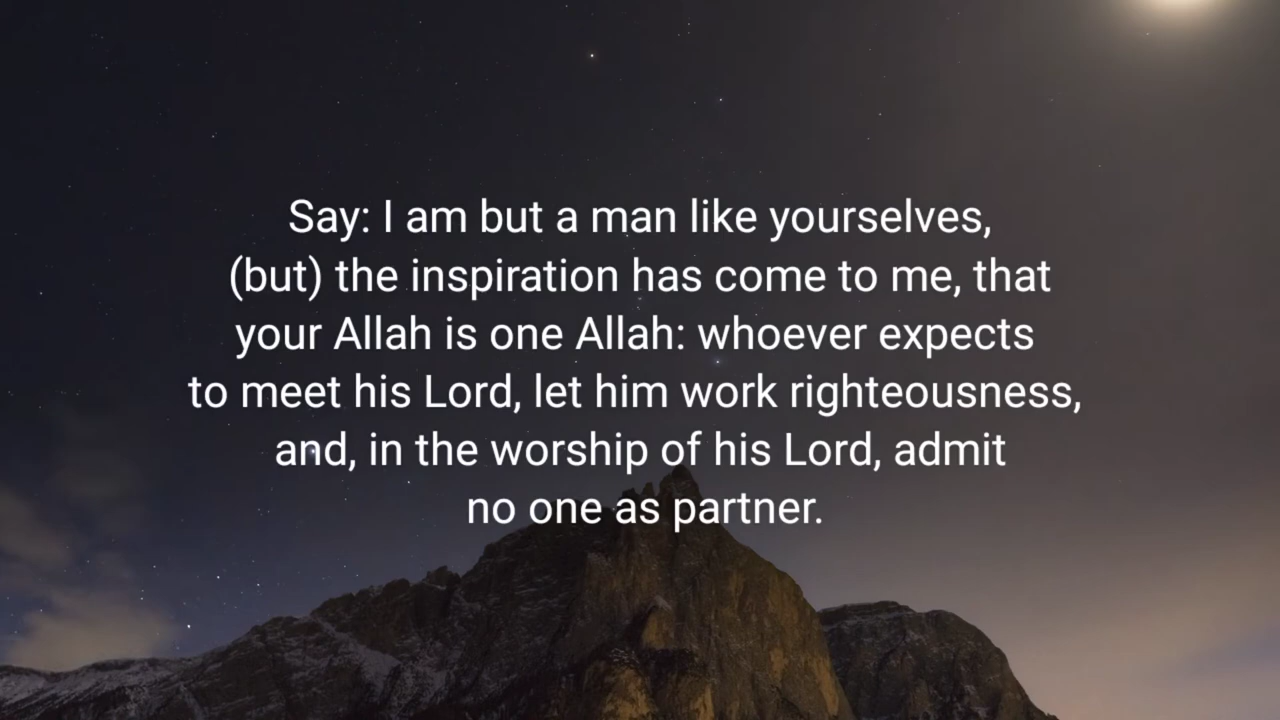 Say: I am but a man like yourselves,
(but) the inspiration has come to me, that
your Allah is one Allah: whoever expects
to meet his Lord, let him work righteousness,
and, in the worship of his Lord, admit
no one as partner.